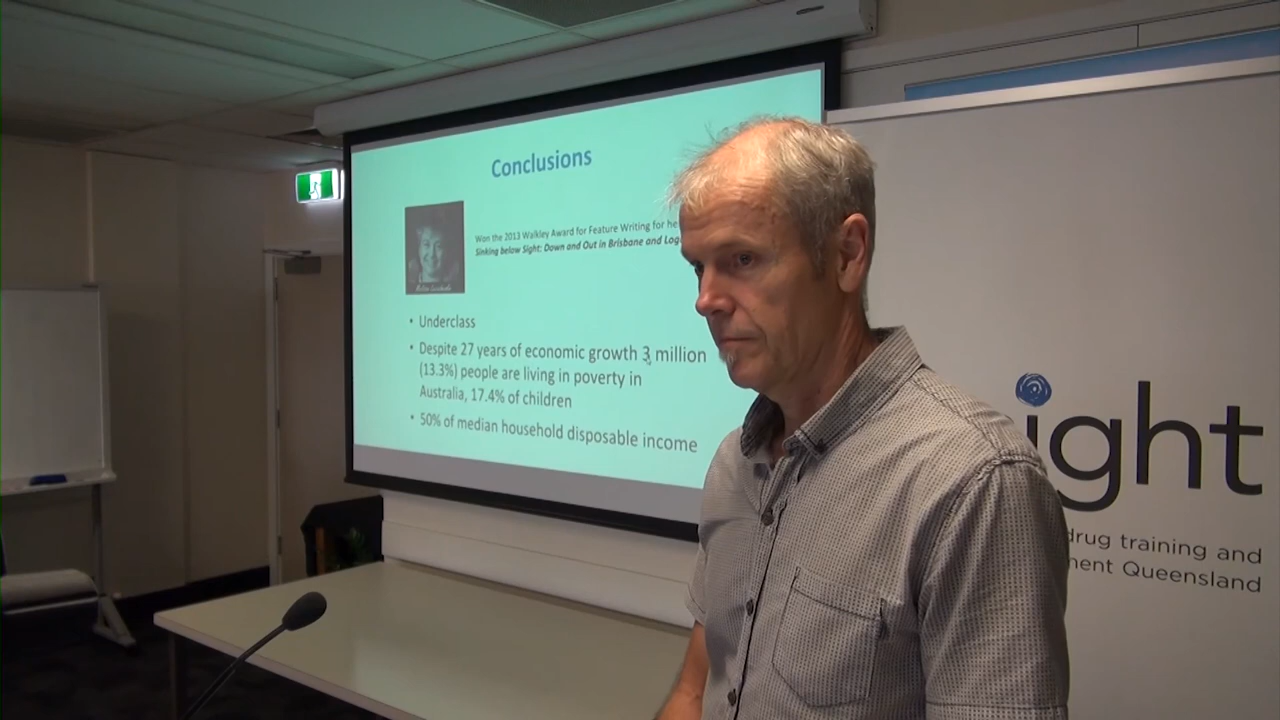 Conclusions
Won the 2013 Walkley Award for Feature Writing for he
Sinking below Sight: Down and Out in Brisbane and Log
• Underclass
• Despite 27 years of economic growth 3 million
(13.3%) people are living in poverty in
Australia, 17.4% of children
• 50% of median household disposable income
ight
drug training and
ment Queensland